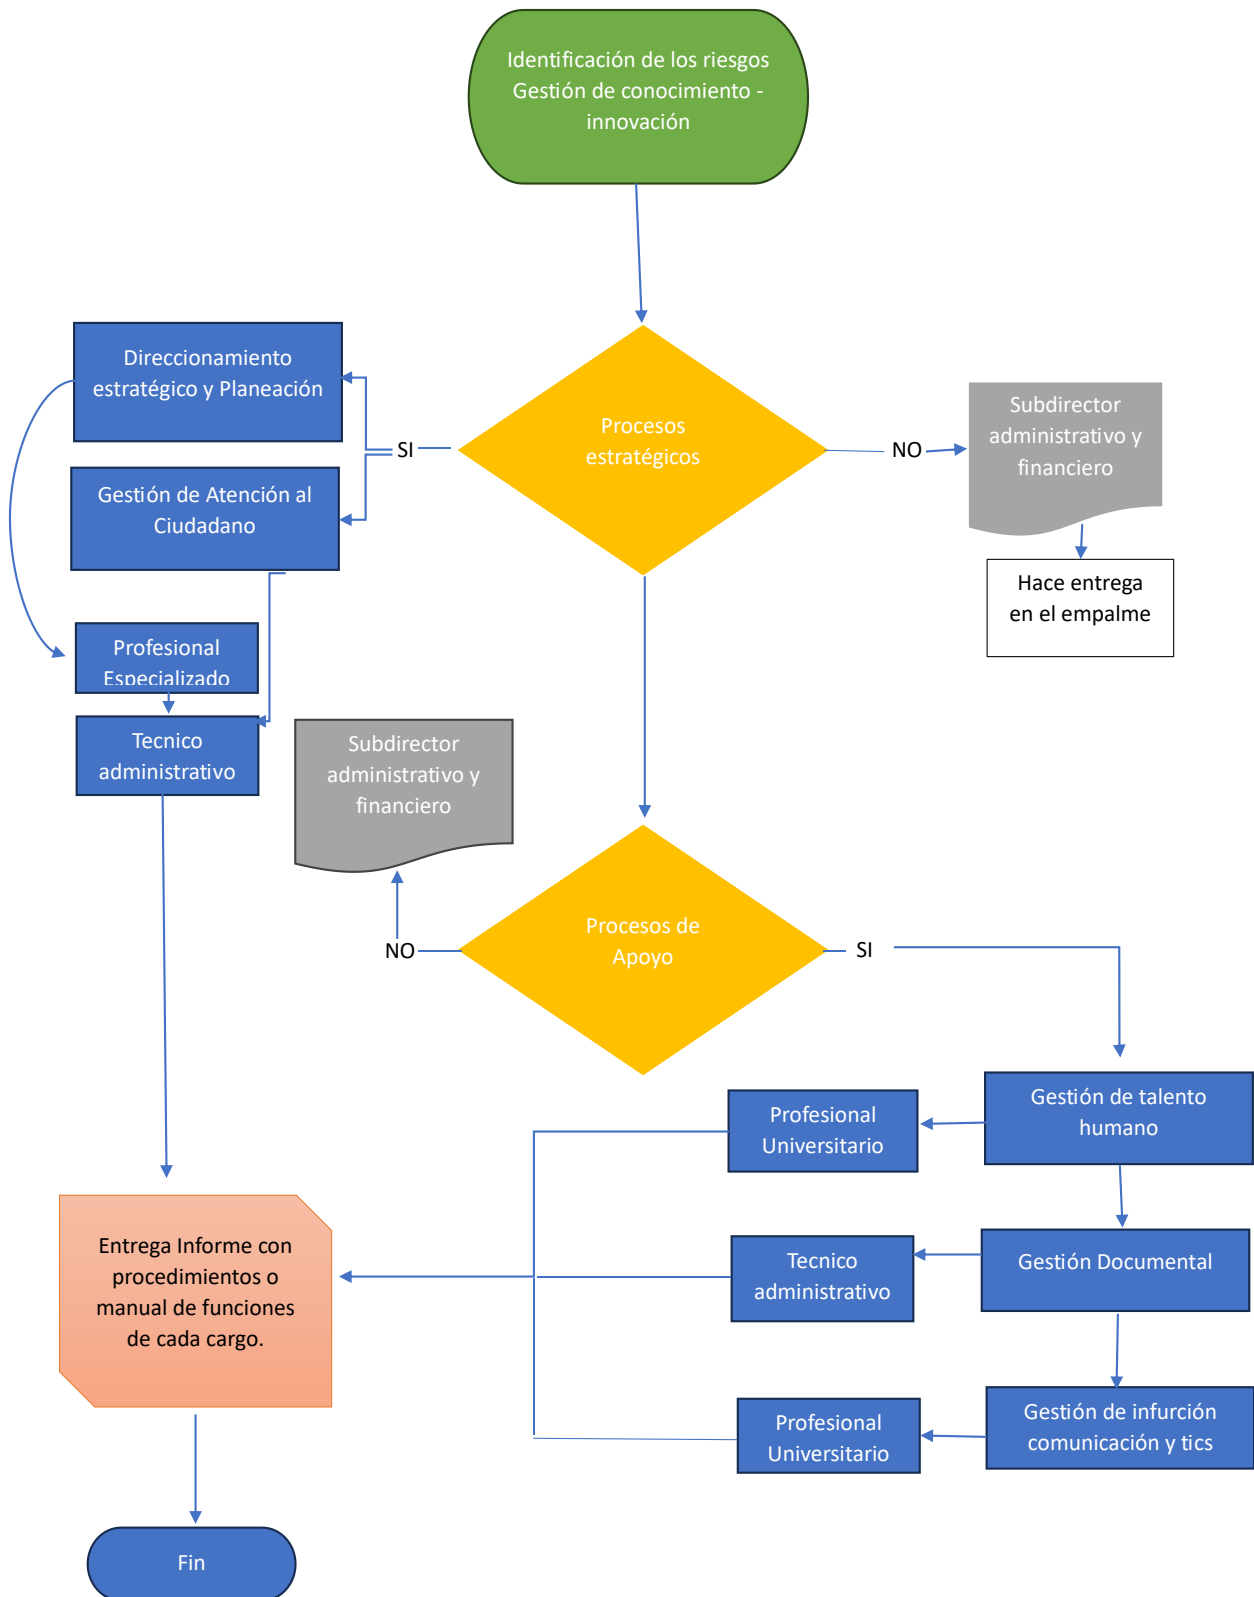 Identificación de los riesgos
Gestión de conocimiento -
innovación
Direccionamiento
estratégico y Planeación
SI
Procesos
estratégicos
NO
Subdirector
administrativo y
financiero
Gestión de Atención al
Ciudadano
Hace entrega
en el empalme
Profesional
Especializado
Tecnico
administrativo
Subdirector
administrativo y
financiero
NO
Procesos de
Apoyo
SI
Profesional
Universitario
Gestión de talento
humano
Entrega Informe con
procedimientos o
manual de funciones
de cada cargo.
Tecnico
administrativo
Gestión Documental
Profesional
Universitario
Gestión de infurción
comunicación y tics
Fin